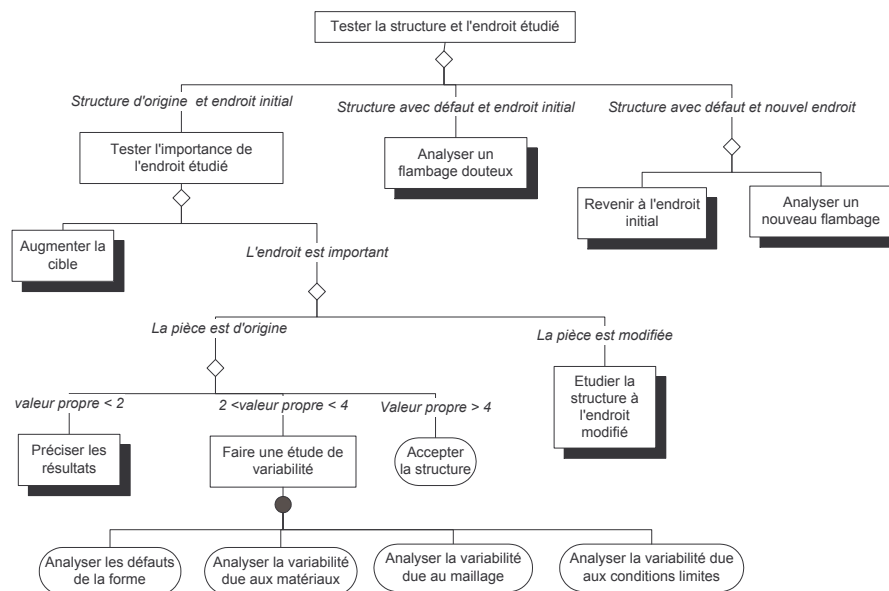 Tester la structure et l'endroit étudié
Structure d'origine et endroit initial
Structure avec défaut et endroit initial
Structure avec défaut et nouvel endroit
Tester l'importance de
l'endroit étudié
Analyser un
flambage douteux
Revenir à l'endroit
initial
Analyser un
nouveau flambage
Augmenter la
cible
L'endroit est important
La pièce est d'origine
La pièce est modifiée
Etudier la
structure à
l'endroit
modifié
valeur propre < 2
2 <valeur propre < 4
Valeur propre > 4
Préciser les
résultats
Faire une étude de
variabilité
Accepter
la structure
Analyser les défauts
de la forme
Analyser la variabilité
due aux matériaux
Analyser la variabilité
due au maillage
Analyser la variabilité due
aux conditions limites